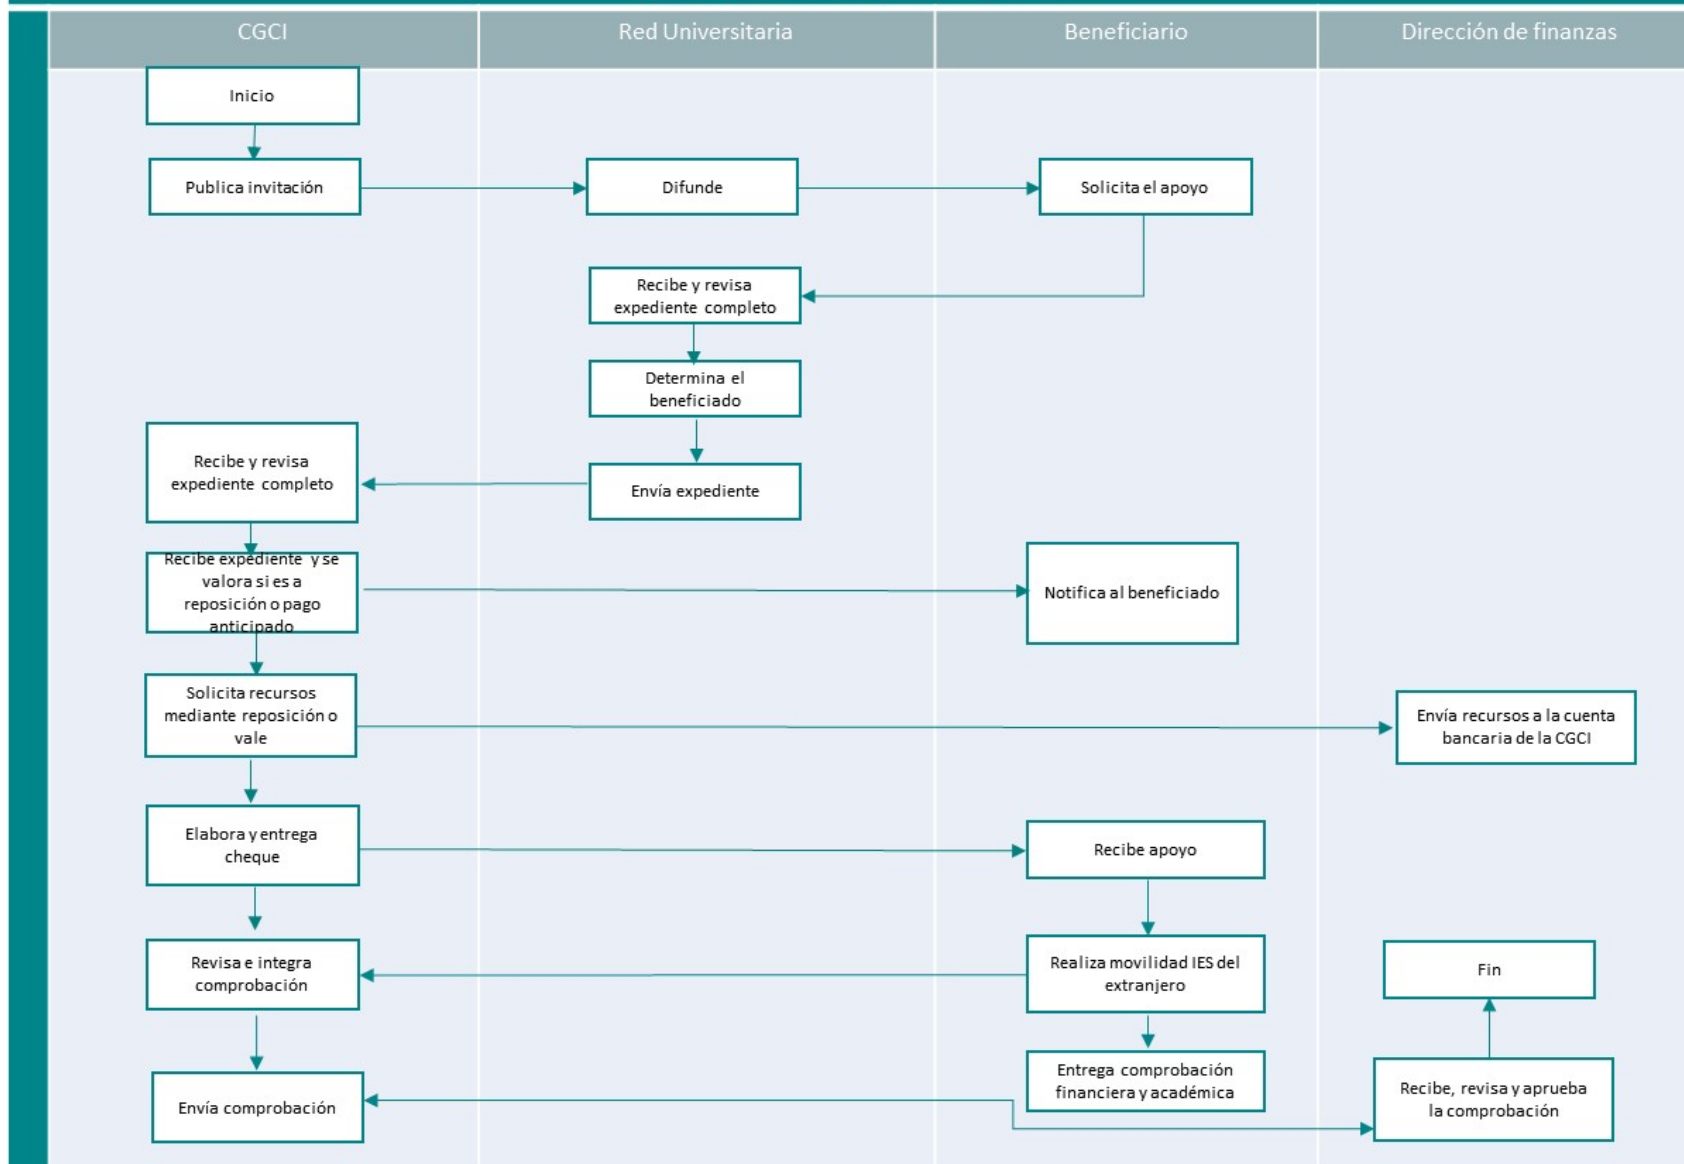 CGCI
Red Universitaria
Beneficiario
Dirección de finanzas
Inicio
Publica invitación
Difunde
Solicita el apoyo
Recibe y revisa
expediente completo
Determina el
beneficiado
Envía expediente
Recibe y revisa
expediente completo
Recibe expediente y se
valora si es a
reposición o pago
anticipado
Notifica al beneficiado
Solicita recursos
mediante reposición o
vale
Envía recursos a la cuenta
bancaria de la CGCI
Elabora y entrega
cheque
Recibe apoyo
Revisa e integra
comprobación
Realiza movilidad IES del
extranjero
Fin
Entrega comprobación
financiera y académica
Envía comprobación
Recibe, revisa y aprueba
la comprobación